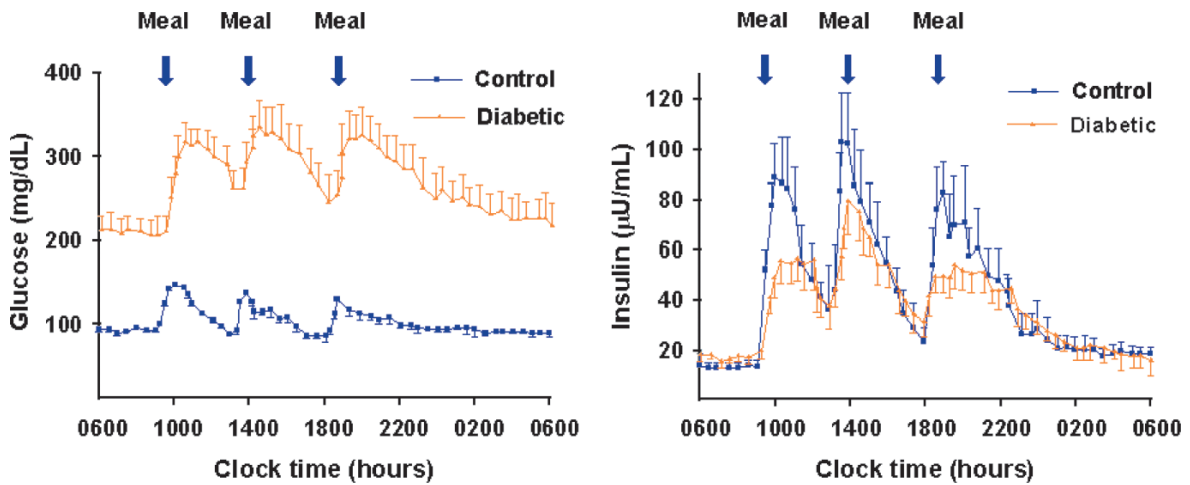 Meal Meal Meal
400
300
200
100
Glucose (mg/dL)
Control
Diabetic
0600 1000 1400 1800 2200 0200 0600
Clock time (hours)
Meal Meal Meal
120
100
80
60
40
20
Insulin (μU/mL)
Control
Diabetic
0600 1000 1400 1800 2200 0200 0600
Clock time (hours)